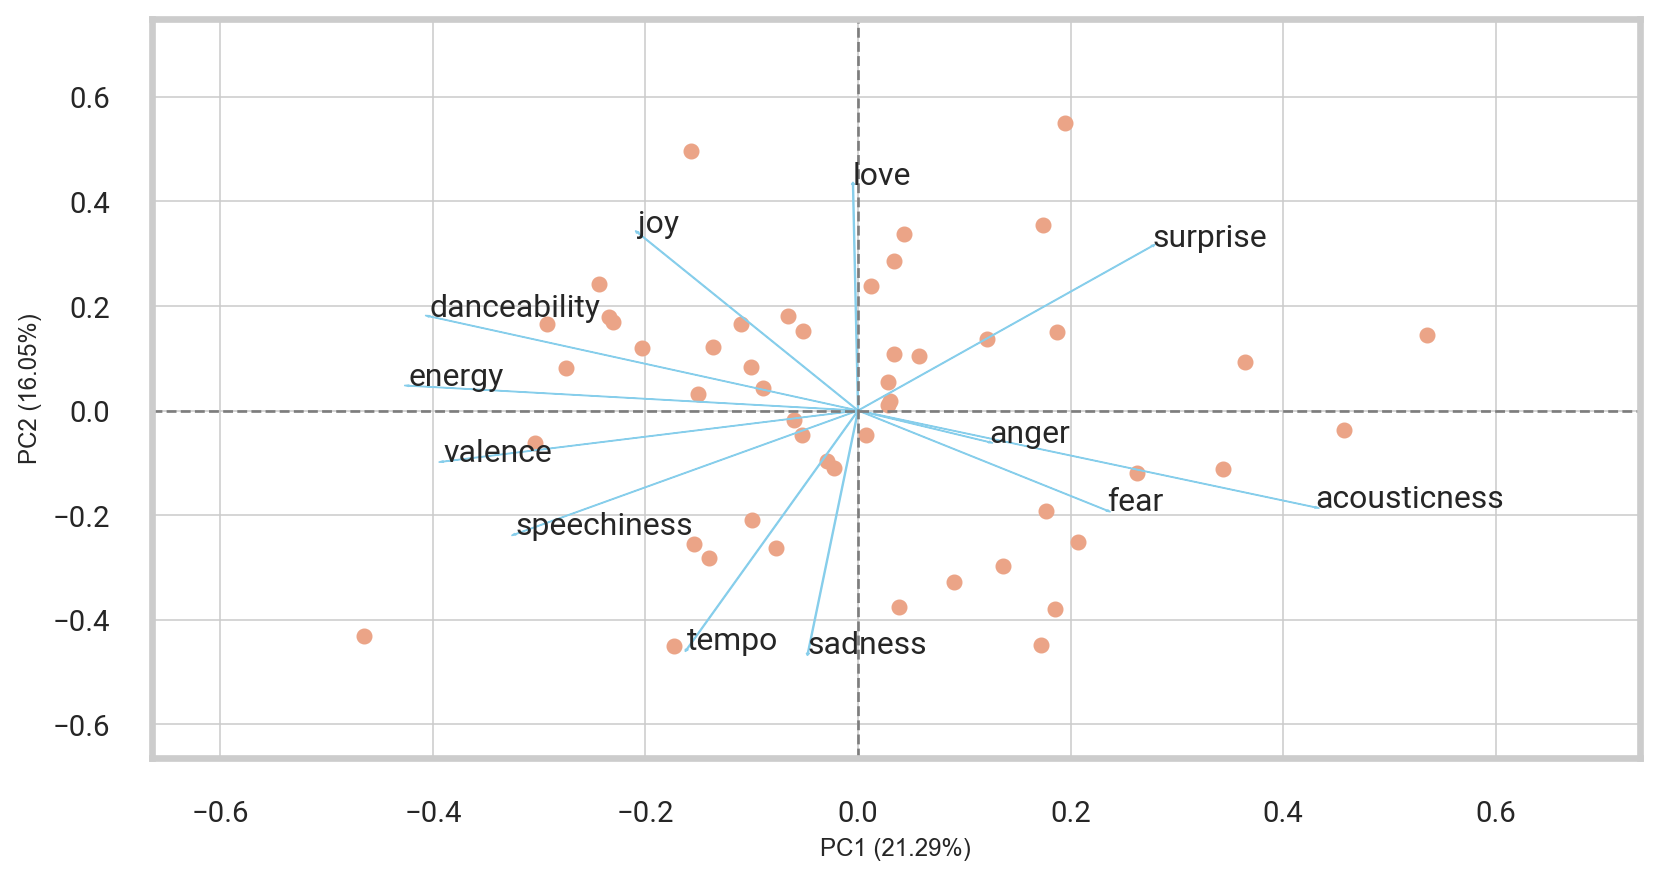 0.6
love
0.4
joy
surprise
danceability
0.2
energy
0.0
anger
valence
fear
acousticness
−0.2
speechiness
−0.4
tempo
sadness
−0.6
PC2 (16.05%)
−0.6 −0.4 −0.2 0.0 0.2 0.4 0.6
PC1 (21.29%)